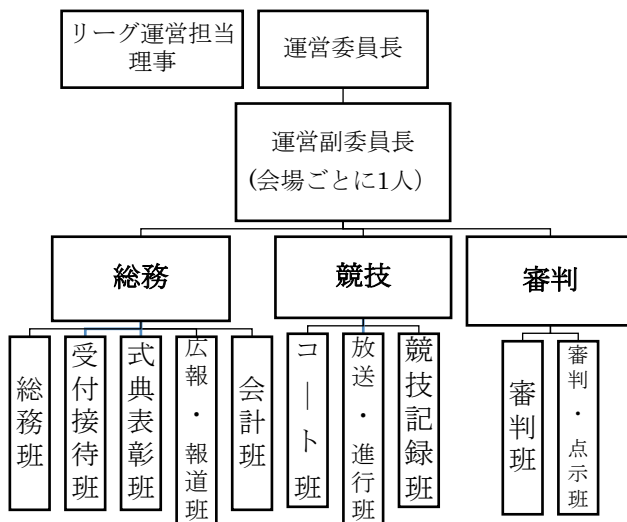 リーグ運営担当
理事
運営委員長
運営副委員長
(会場ごとに1人)
総務
競技
審判
総務班
受付接待班
式典表彰班
広報・報道班
会計班
コート班
放送・進行班
競技記録班
審判班
審判・点示班